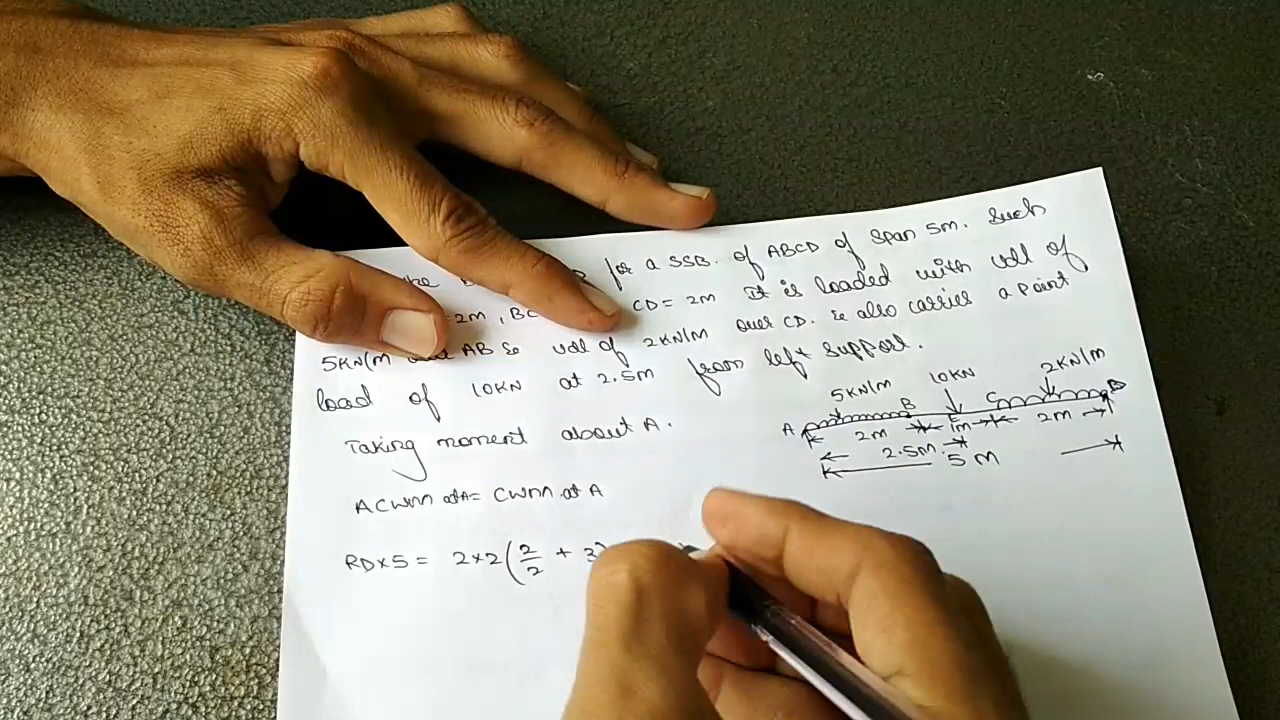 for a SSB. of ABCD of span 5m. Such
=2m, BC CD = 2m It is loaded with udl of
5KN/m AB & udl of 2KN/m over CD. & also carries a point
load of 10KN at 2.5m from left support.
Taking moment about A.
ACWM at A = CWM at A
RD×5 = 2×2(2/2 + 3)
5KN/m 10KN 2KN/m
A B E C D
2m 1m 2m
2.5m
5m